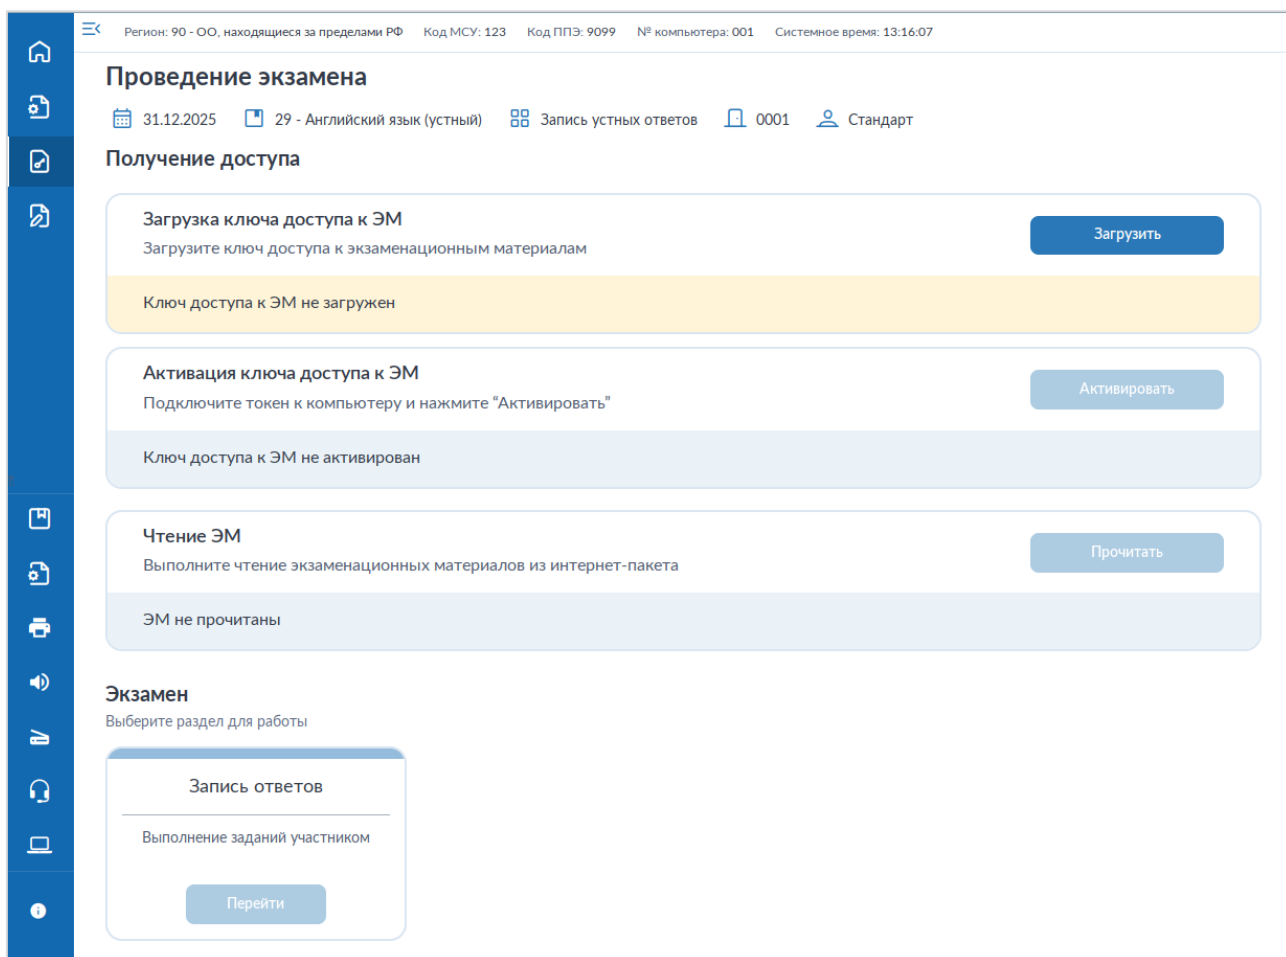 Регион: 90 - ОО, находящиеся за пределами РФ Код МСУ: 123 Код ППЭ: 9099 № компьютера: 001 Системное время: 13:16:07
Проведение экзамена
31.12.2025 29 - Английский язык (устный) Запись устных ответов 0001 Стандарт
Получение доступа
Загрузка ключа доступа к ЭМ
Загрузите ключ доступа к экзаменационным материалам
Загрузить
Ключ доступа к ЭМ не загружен
Активация ключа доступа к ЭМ
Подключите токен к компьютеру и нажмите “Активировать”
Активировать
Ключ доступа к ЭМ не активирован
Чтение ЭМ
Выполните чтение экзаменационных материалов из интернет-пакета
Прочитать
ЭМ не прочитаны
Экзамен
Выберите раздел для работы
Запись ответов
Выполнение заданий участником
Перейти